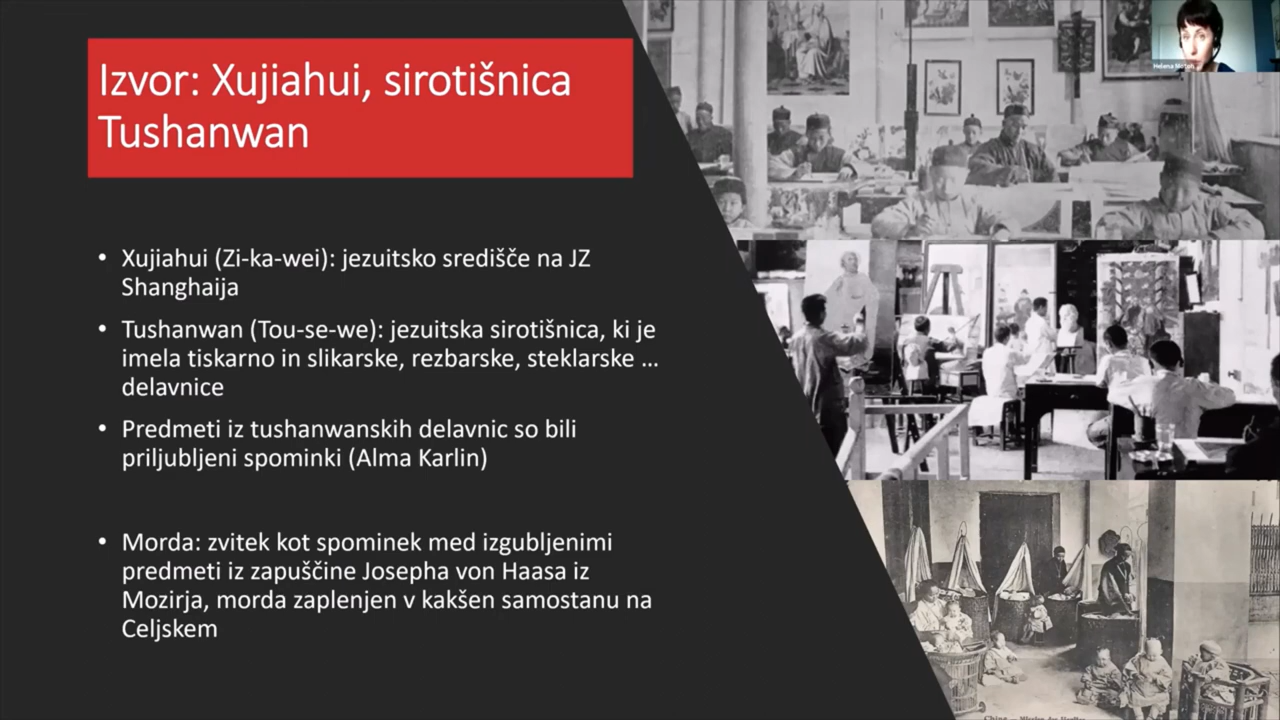 Izvor: Xujiahui, sirotišnica
Tushanwan
• Xujiahui (Zi-ka-wei): jezuitsko središče na JZ
Shanghaija
• Tushanwan (Tou-se-we): jezuitska sirotišnica, ki je
imela tiskarno in slikarske, rezbarske, steklarske ...
delavnice
• Predmeti iz tushanwanskih delavnic so bili
priljubljeni spominki (Alma Karlin)
• Morda: zvitek kot spominek med izgubljenimi
predmeti iz zapuščine Josepha von Haasa iz
Mozirja, morda zaplenjen v kakšen samostanu na
Celjskem
Helena